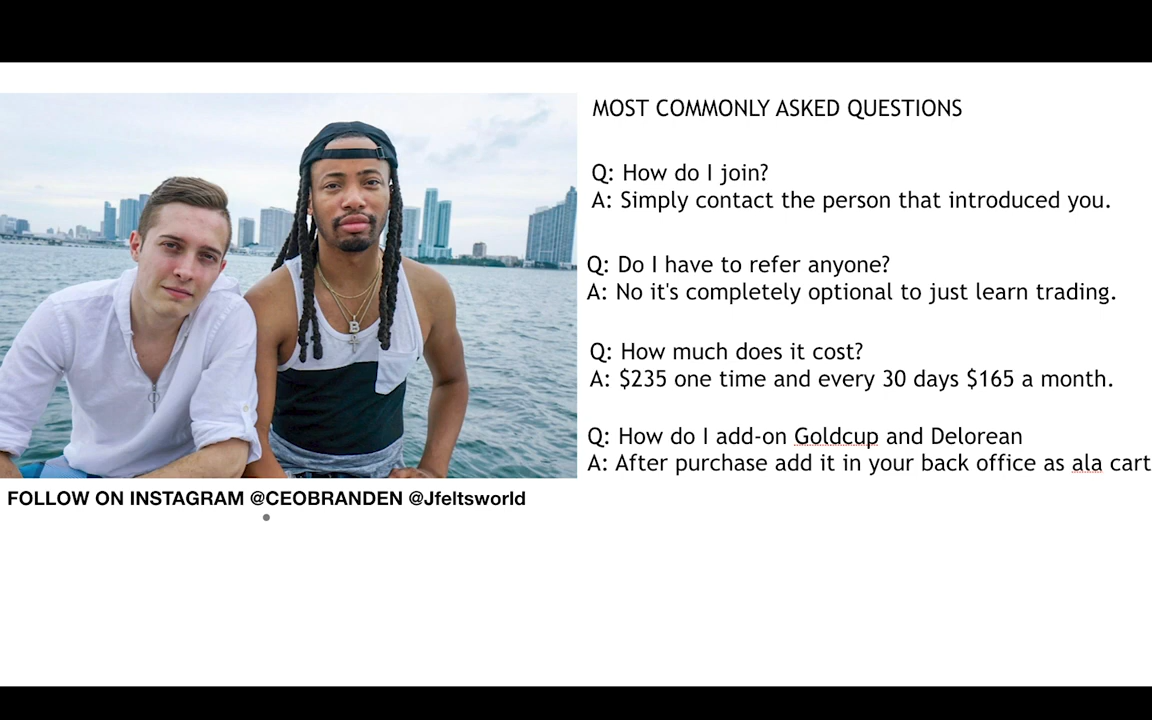 MOST COMMONLY ASKED QUESTIONS
Q: How do I join?
A: Simply contact the person that introduced you.
Q: Do I have to refer anyone?
A: No it's completely optional to just learn trading.
Q: How much does it cost?
A: $235 one time and every 30 days $165 a month.
Q: How do I add-on Goldcup and Delorean
A: After purchase add it in your back office as ala cart
FOLLOW ON INSTAGRAM @CEOBRANDEN @Jfeltsworld
B